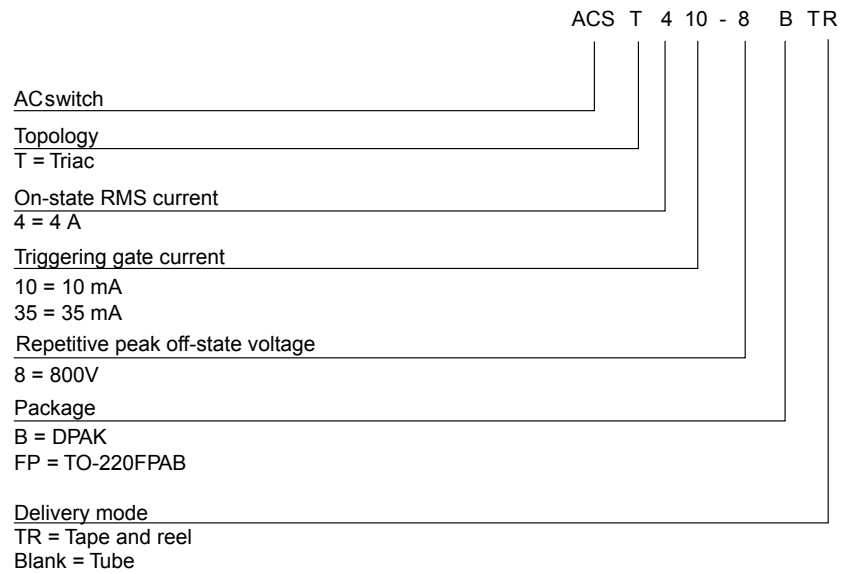 ACS T 4 10 - 8 B TR
ACswitch
Topology
T = Triac
On-state RMS current
4 = 4 A
Triggering gate current
10 = 10 mA
35 = 35 mA
Repetitive peak off-state voltage
8 = 800V
Package
B = DPAK
FP = TO-220FPAB
Delivery mode
TR = Tape and reel
Blank = Tube